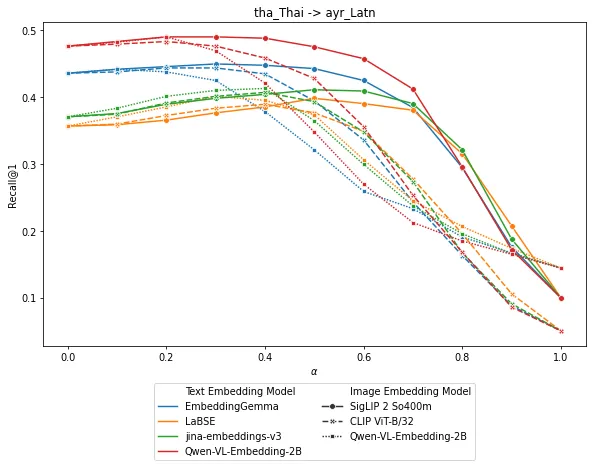 tha_Thai -> ayr_Latn
0.5
0.4
0.3
0.2
0.1
Recall@1
0.0 0.2 0.4 0.6 0.8 1.0
α
Text Embedding Model Image Embedding Model
EmbeddingGemma SigLIP 2 So400m
LaBSE CLIP ViT-B/32
jina-embeddings-v3 Qwen-VL-Embedding-2B
Qwen-VL-Embedding-2B